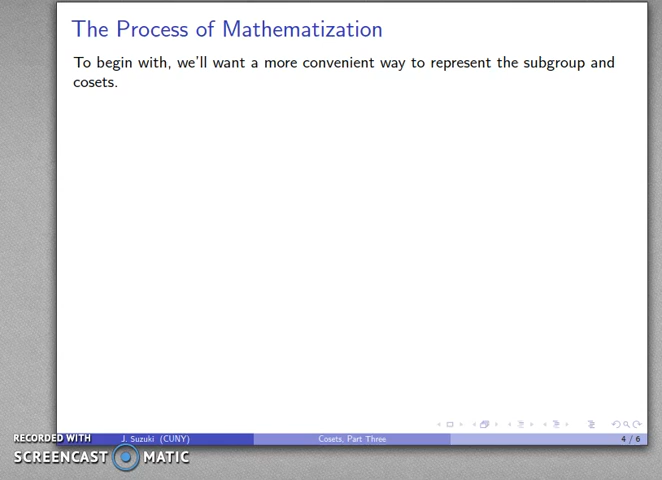 The Process of Mathematization
To begin with, we'll want a more convenient way to represent the subgroup and
cosets.
RECORDED WITH
SCREENCAST MATIC
J. Suzuki (CUNY)
Cosets, Part Three
4 / 6